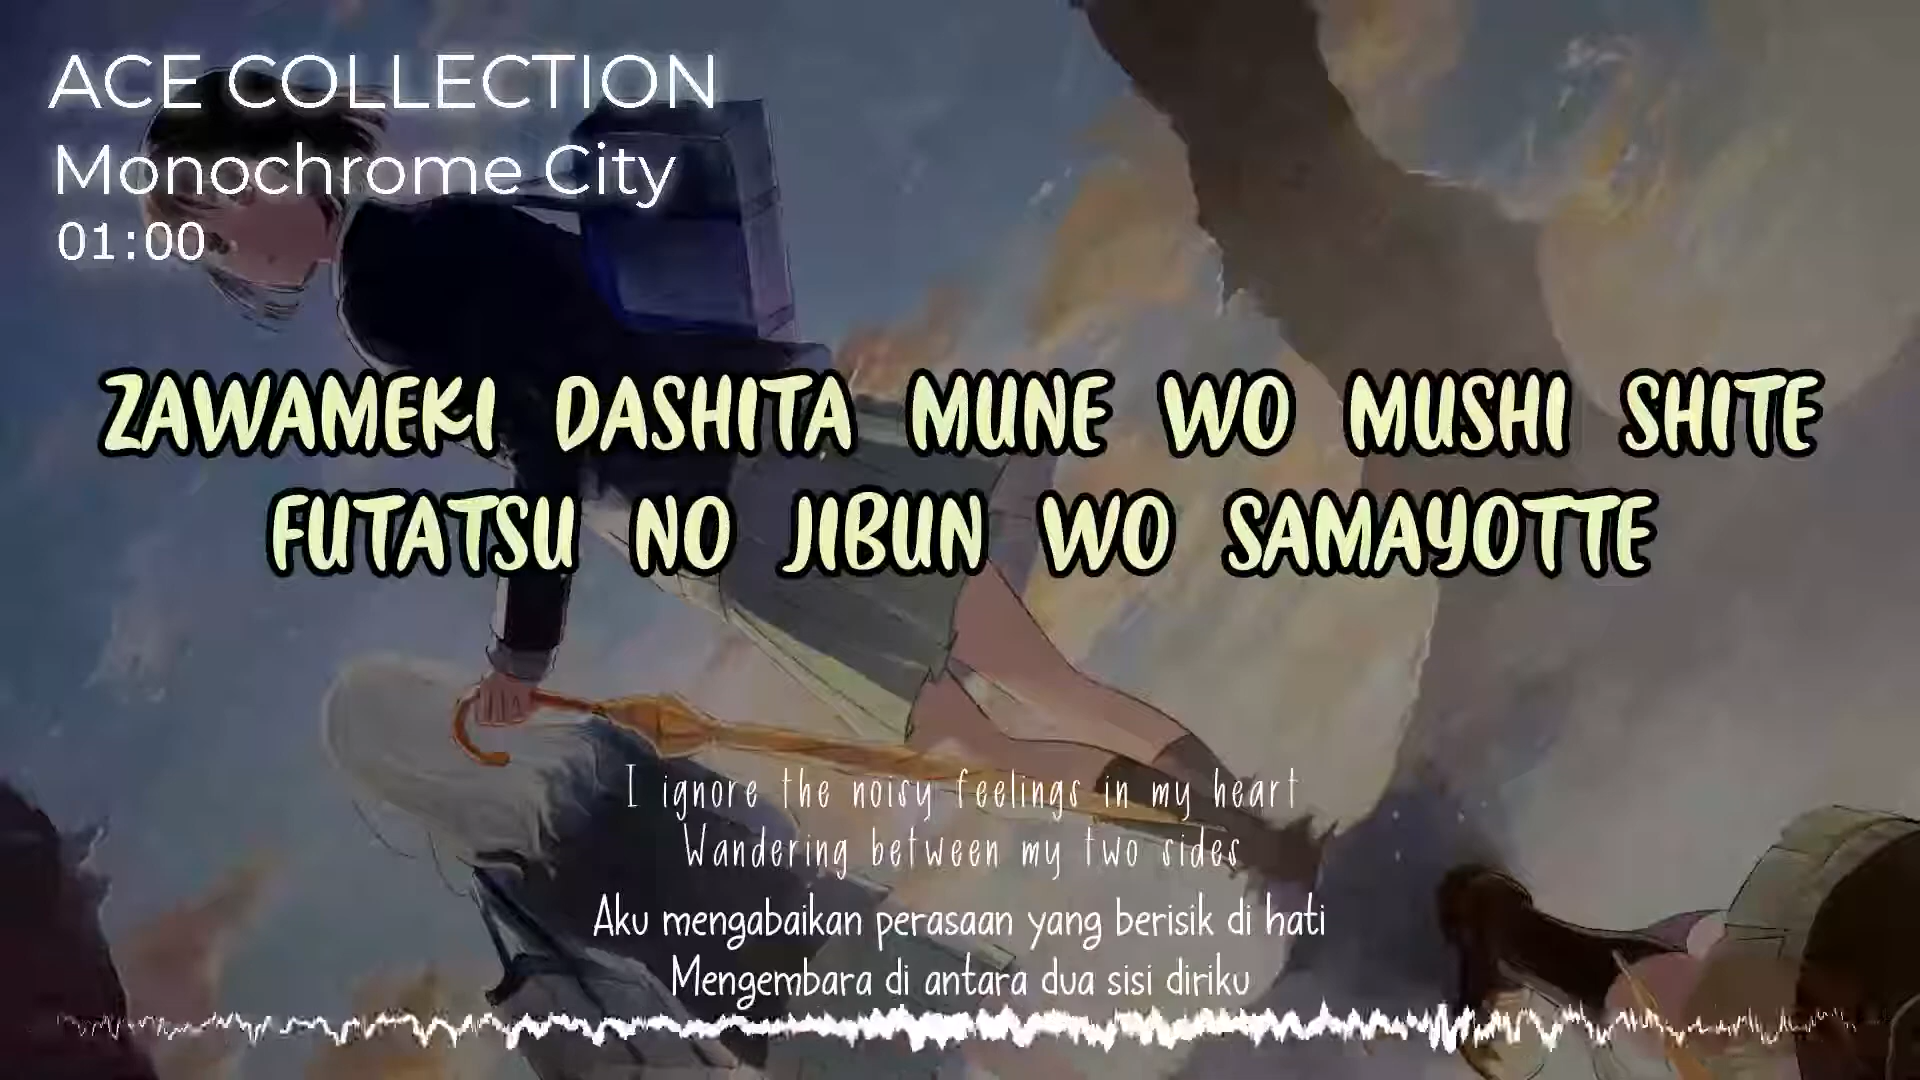 ACE COLLECTION
Monochrome City
01:00
ZAWAMEKI DASHITA MUNE WO MUSHI SHITE
FUTATSU NO JIBUN WO SAMAYOTTE
I ignore the noisy feelings in my heart
Wandering between my two sides
Aku mengabaikan perasaan yang berisik di hati
Mengembara di antara dua sisi diriku